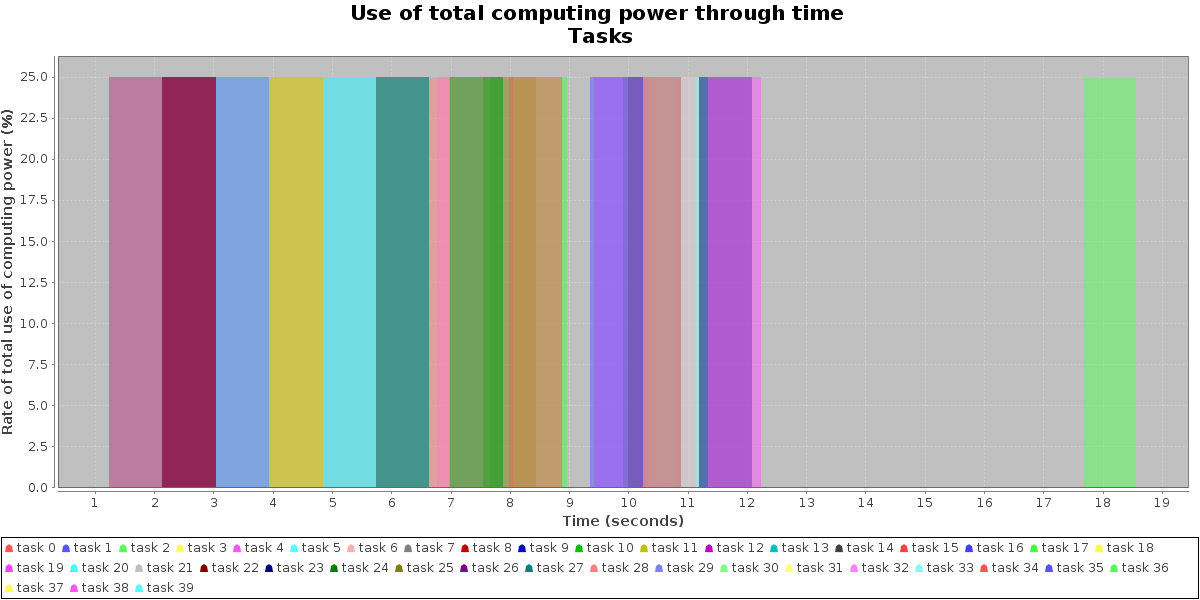 Use of total computing power through time
Tasks
Rate of total use of computing power (%)
25.0
22.5
20.0
17.5
15.0
12.5
10.0
7.5
5.0
2.5
0.0
1 2 3 4 5 6 7 8 9 10 11 12 13 14 15 16 17 18 19
Time (seconds)
task 0 task 1 task 2 task 3 task 4 task 5 task 6 task 7 task 8 task 9 task 10 task 11 task 12 task 13 task 14 task 15 task 16 task 17 task 18
task 19 task 20 task 21 task 22 task 23 task 24 task 25 task 26 task 27 task 28 task 29 task 30 task 31 task 32 task 33 task 34 task 35 task 36
task 37 task 38 task 39